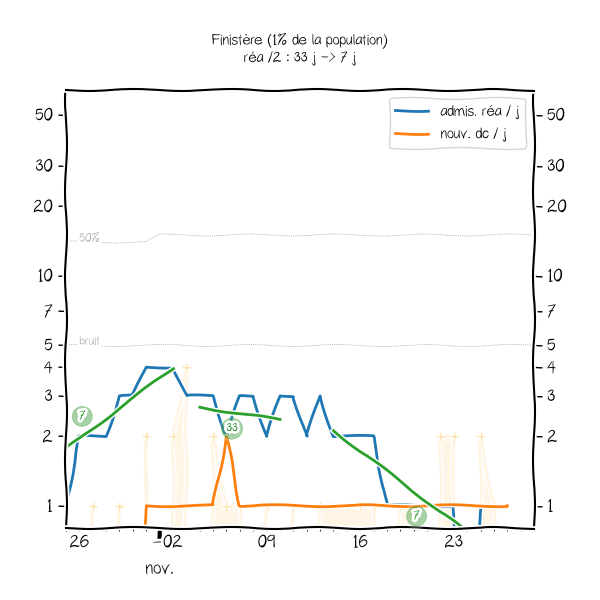 Finistère (1% de la population)
réa /2 : 33 j -> 7 j
admis. réa / j
nouv. dc / j
50 50
30 30
20 20
50%
10 10
7 7
bruit
5 5
4 4
3 3
7
33
2 2
1 1
7
26 02 09 16 23
nov.